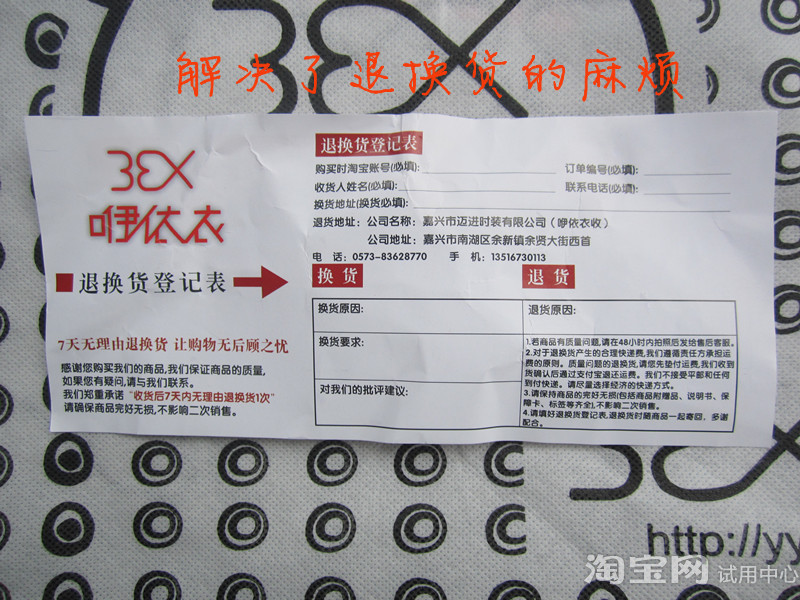 解决了退换货的麻烦
咿依衣
退换货登记表
7天无理由退换货 让购物无后顾之忧
感谢您购买我们的商品,我们保证商品的质量,
如果您有疑问,请与我们联系。
我们郑重承诺“收货后7天内无理由退换货1次”
请确保商品完好无损,不影响二次销售。
退换货登记表
购买时淘宝账号(必填): 订单编号(必填):
收货人姓名(必填): 联系电话(必填):
换货地址(换货必填):
退货地址: 公司名称: 嘉兴市迈进时装有限公司(咿依衣收)
公司地址: 嘉兴市南湖区余新镇余贤大街西首
电 话: 0573-83628770 手 机: 13516730113
换 货 退 货
换货原因: 退货原因:
换货要求:
对我们的批评建议:
1.若商品有质量问题,请在48小时内拍照后发给售后客服。
2.对于退换货产生的合理快递费,我们遵循责任方承担运
费的原则。质量问题的退换货,请您先垫付运费,我们收到
货确认后通过支付宝退还运费。我们不接受平邮和任何
到付快递。请尽量选择经济的快递方式。
3.请保持商品的完好无损(包括商品附赠品、说明书、保
障卡、标签等齐全),不影响二次销售。
4.请填好退换货登记表,退换货时随商品一起寄回,多谢
配合。
http://yy
淘宝网 试用中心